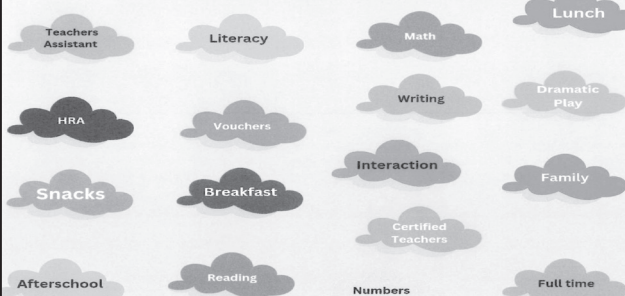 Teachers
Assistant
Literacy
Math
Lunch
HRA
Vouchers
Writing
Dramatic
Play
Snacks
Breakfast
Interaction
Family
Certified
Teachers
Afterschool
Reading
Numbers
Full time